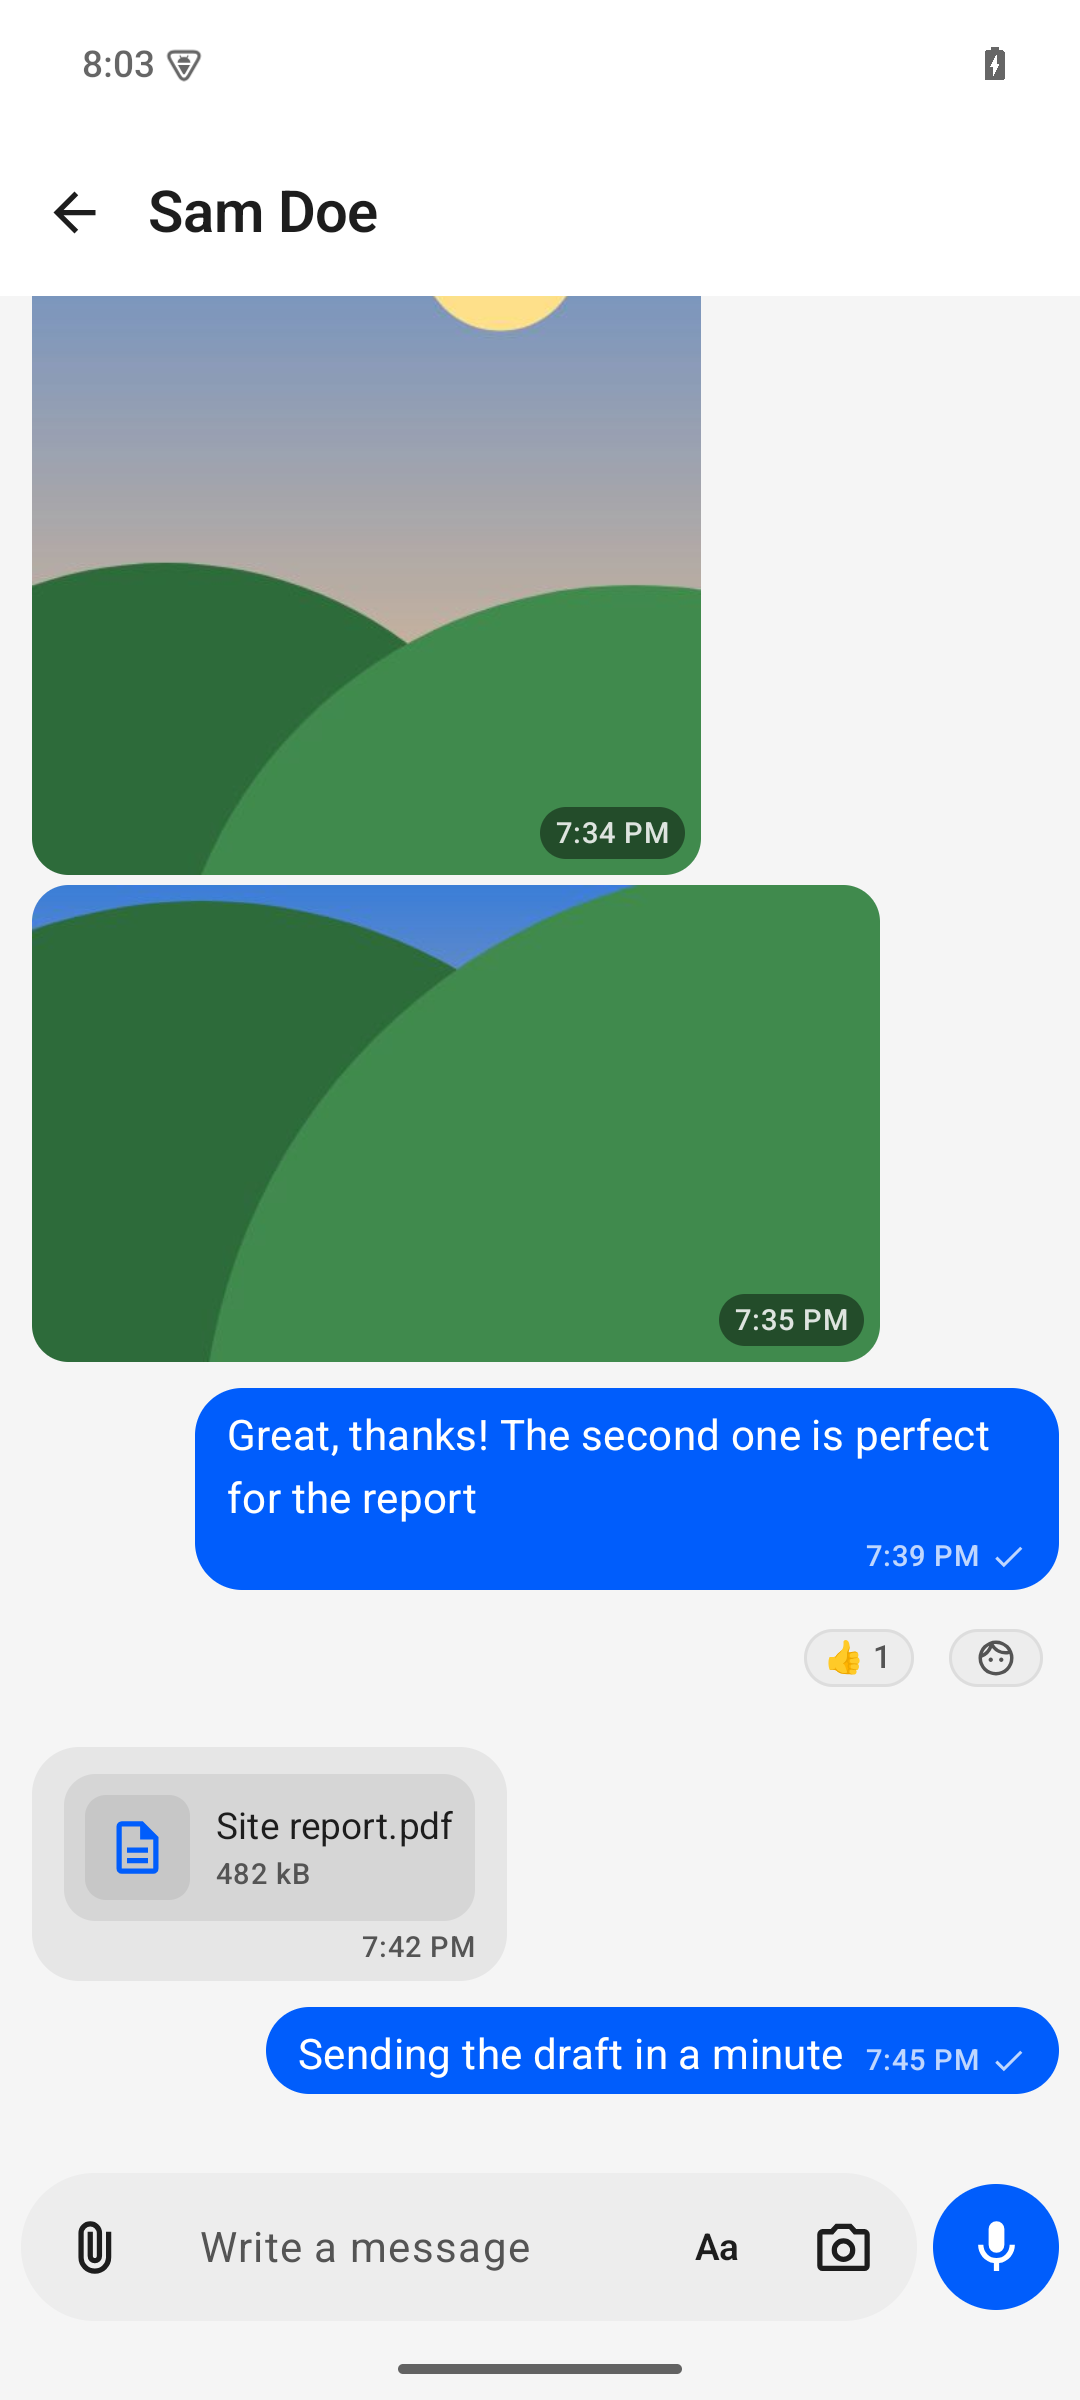 8:03
Sam Doe
7:34 PM
7:35 PM
Great, thanks! The second one is perfect
for the report
7:39 PM
👍 1
Site report.pdf
482 kB
7:42 PM
Sending the draft in a minute 7:45 PM
Write a message Aa